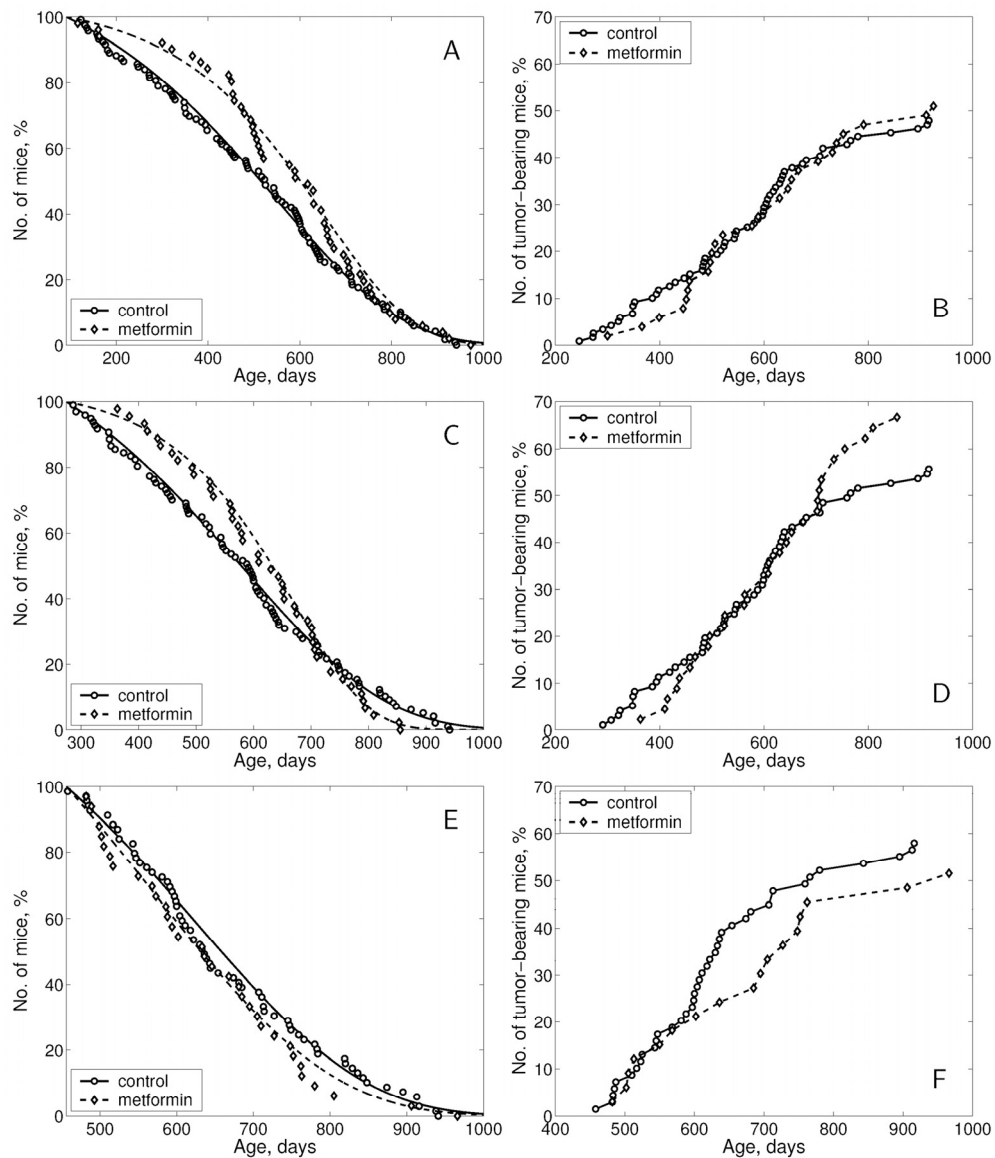 100
80
60
40
20
0
No. of mice, %
A
control
metformin
200
400
600
800
1000
Age, days
70
60
50
40
30
20
10
0
No. of tumor–bearing mice, %
control
metformin
B
200
400
600
800
1000
Age, days
100
80
60
40
20
0
No. of mice, %
C
control
metformin
300
400
500
600
700
800
900
1000
Age, days
70
60
50
40
30
20
10
0
No. of tumor–bearing mice, %
control
metformin
D
200
400
600
800
1000
Age, days
100
80
60
40
20
0
No. of mice, %
E
control
metformin
500
600
700
800
900
1000
Age, days
70
60
50
40
30
20
10
0
No. of tumor–bearing mice, %
control
metformin
F
400
500
600
700
800
900
1000
Age, days